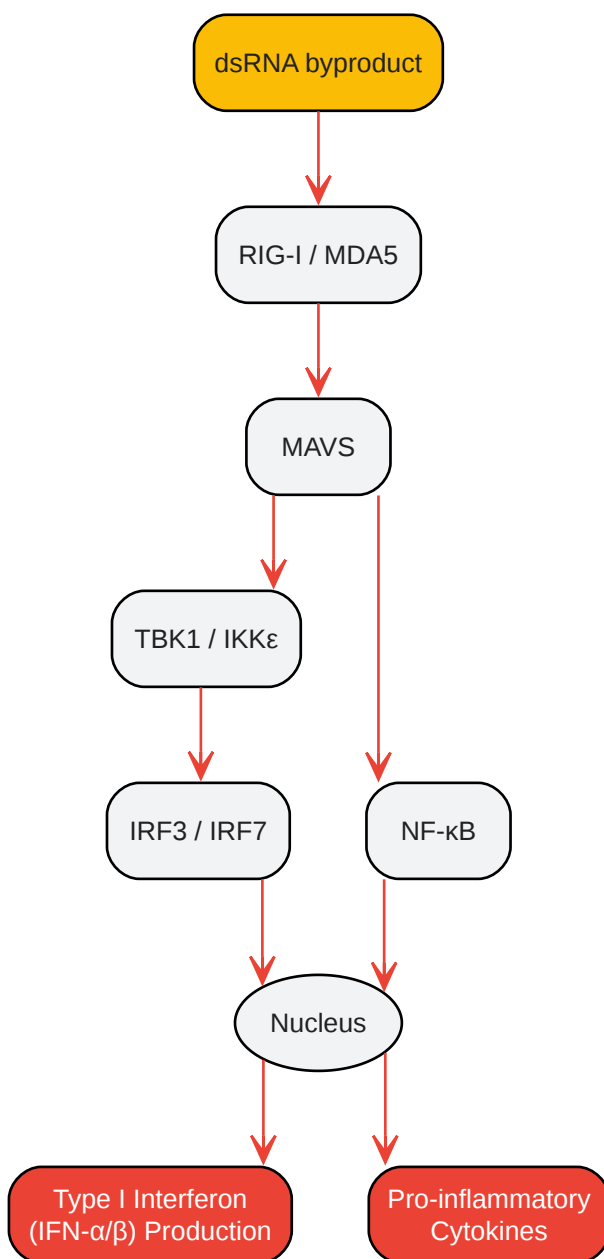 dsRNA byproduct
RIG-I / MDA5
MAVS
TBK1 / IKKε
IRF3 / IRF7
NF-κB
Nucleus
Type I Interferon
(IFN-α/β) Production
Pro-inflammatory
Cytokines